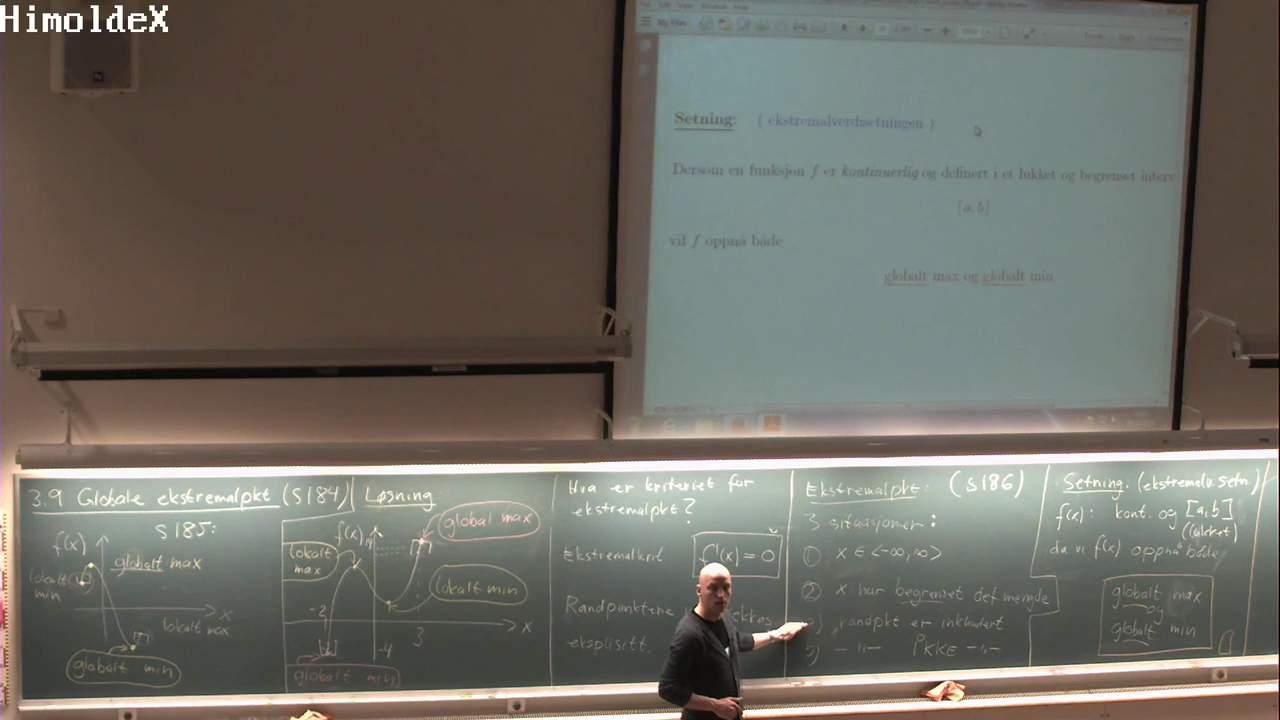 HimoldeX
My Files
Setning: ( ekstremalverdisetningen )
Dersom en funksjon f er kontinuerlig og definert i et lukket og begrenset interv
[a, b]
vil f oppnå både
globalt max og globalt min
3.9 Globale ekstremalpkt (s184)
s185:
f(x)
globalt max
lokalt
min
x
lokalt max
globalt min
Løsning
f(x)
global max
lokalt
max
lokalt min
-2
3
x
-4
globalt min
Hva er kriteriet for
ekstremalpkt?
Ekstremalkrit
f'(x) = 0
Randpunktene sjekkes
eksplisitt.
Ekstremalpkt: (s186)
3 situasjoner:
① x ∈ <-∞, ∞>
② x har begrenset def. mengde
a) randpkt er inkludert
b) — " — IKKE — " —
Setning: (ekstremalv.setn)
f(x): kont. og [a,b]
(lukket)
da vil f(x) oppnå både
globalt max
og
globalt min